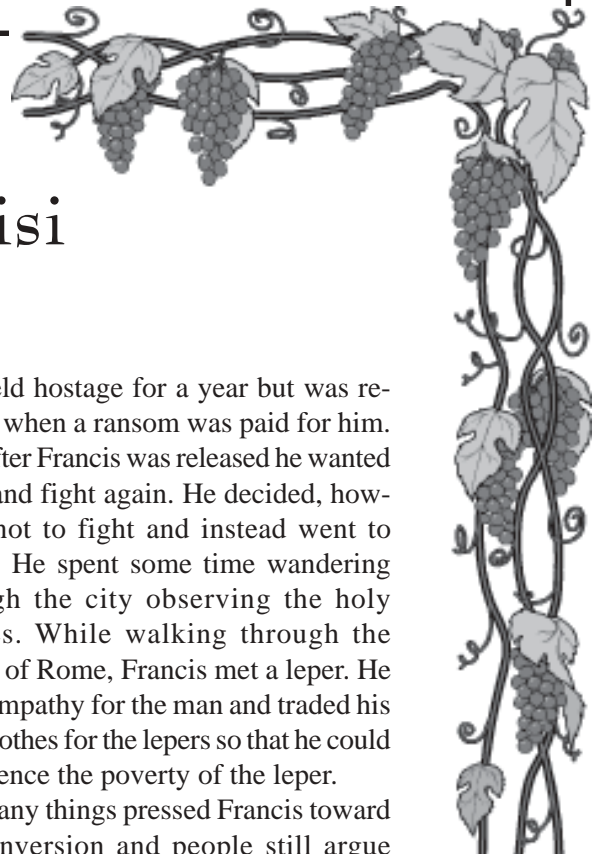 isi
eld hostage for a year but was re-
when a ransom was paid for him.
fter Francis was released he wanted
and fight again. He decided, how-
not to fight and instead went to
He spent some time wandering
gh the city observing the holy
s. While walking through the
of Rome, Francis met a leper. He
mpathy for the man and traded his
othes for the lepers so that he could
ence the poverty of the leper.
any things pressed Francis toward
nversion and people still argue